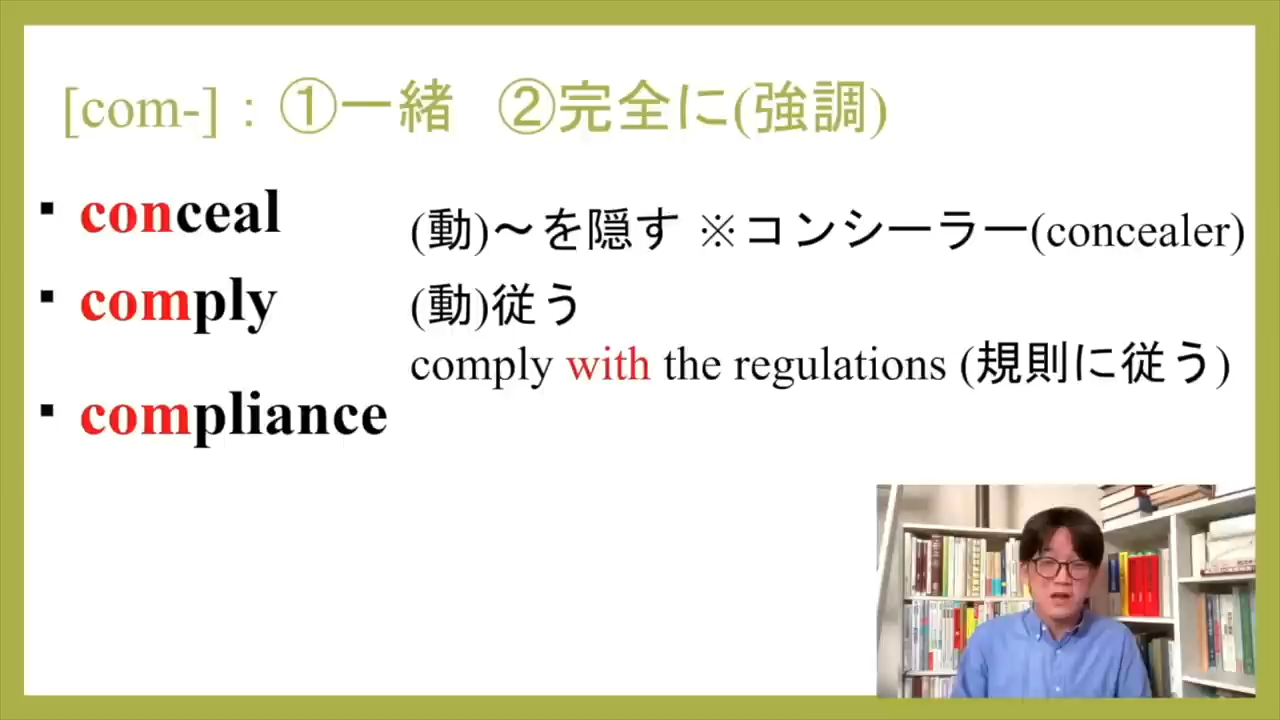 [com-]：①一緒 ②完全に(強調)
▪ conceal (動)～を隠す ※コンシーラー(concealer)
▪ comply (動)従う
comply with the regulations (規則に従う)
▪ compliance